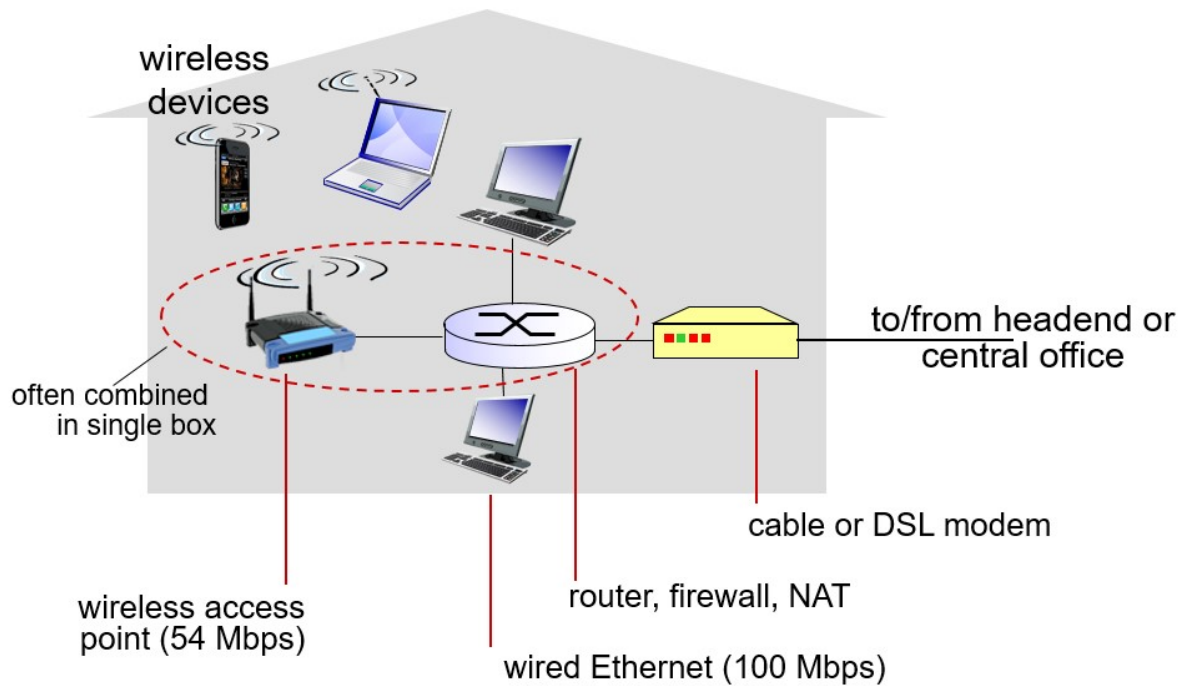 wireless
devices
to/from headend or
central office
often combined
in single box
cable or DSL modem
router, firewall, NAT
wireless access
point (54 Mbps)
wired Ethernet (100 Mbps)